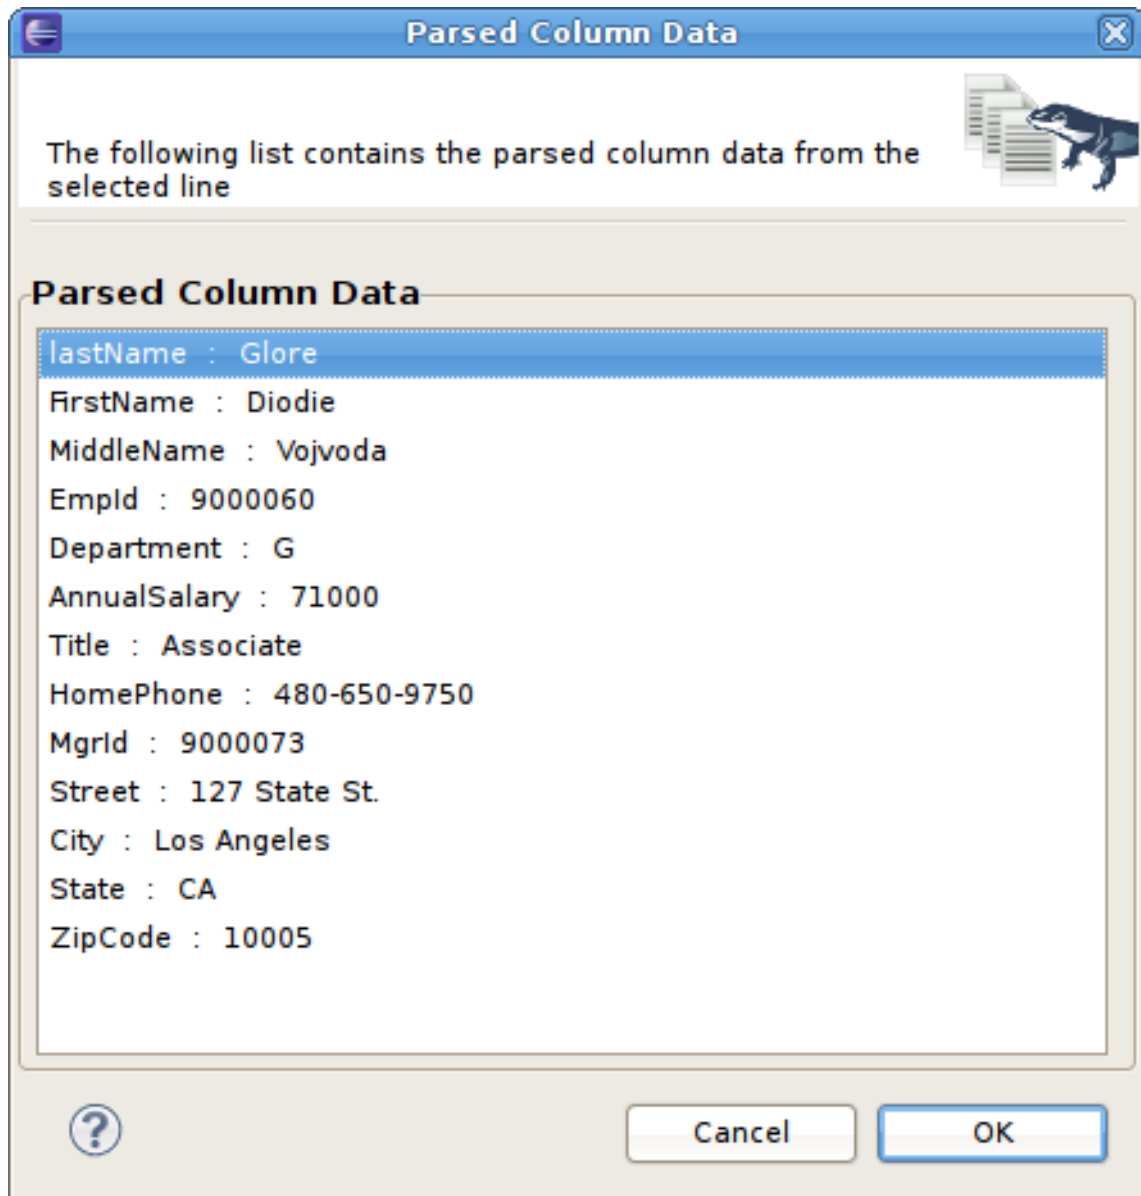 Parsed Column Data
The following list contains the parsed column data from the
selected line
Parsed Column Data
lastName : Glore
FirstName : Diodie
MiddleName : Vojvoda
EmpId : 9000060
Department : G
AnnualSalary : 71000
Title : Associate
HomePhone : 480-650-9750
MgrId : 9000073
Street : 127 State St.
City : Los Angeles
State : CA
ZipCode : 10005
? Cancel OK